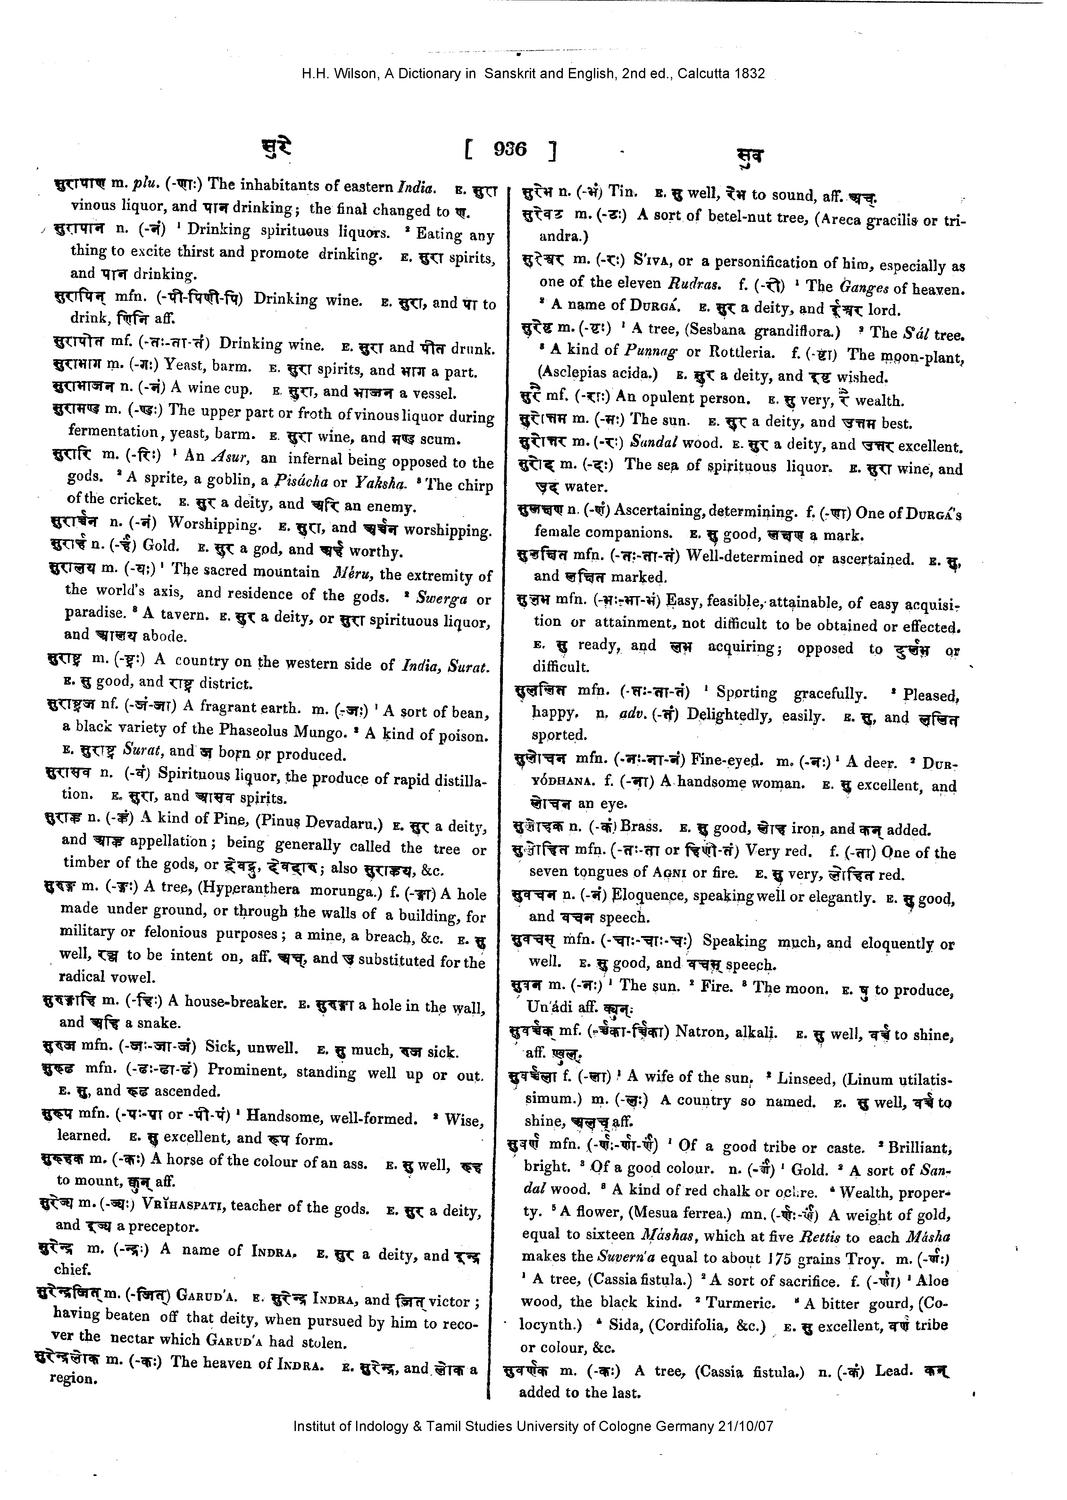 H.H. Wilson, A Dictionary in Sanskrit and English, 2nd ed., Calcutta 1832
सुरे [ 936 ] सुव
सुरापाण m. plu. (-णाः) The inhabitants of eastern India. E. सुरा
vinous liquor, and पान drinking; the final changed to ण.
सुरापान n. (-नं) ¹ Drinking spirituous liquors. ² Eating any
thing to excite thirst and promote drinking. E. सुरा spirits,
and पान drinking.
सुरापिन् mfn. (-पी-पिणी-पि) Drinking wine. E. सुरा, and पा to
drink, णिनि aff.
सुरापीत mf. (-तः-ता-तं) Drinking wine. E. सुरा and पीत drunk.
सुराभाग m. (-गः) Yeast, barm. E. सुरा spirits, and भाग a part.
सुराभाजन n. (-नं) A wine cup. E. सुरा, and भाजन a vessel.
सुरामण्ड m. (-ण्डः) The upper part or froth of vinous liquor during
fermentation, yeast, barm. E. सुरा wine, and मण्ड scum.
सुरारि m. (-रिः) ¹ An Asur, an infernal being opposed to the
gods. ² A sprite, a goblin, a Pisácha or Yaksha. ³ The chirp
of the cricket. E. सुर a deity, and अरि an enemy.
सुरार्चन n. (-नं) Worshipping. E. सुरा, and अर्चन worshipping.
सुरार्ह n. (-र्हं) Gold. E. सुर a god, and अर्ह worthy.
सुरालय m. (-यः) ¹ The sacred mountain Méru, the extremity of
the world's axis, and residence of the gods. ² Swerga or
paradise. ³ A tavern. E. सुर a deity, or सुरा spirituous liquor,
and आलय abode.
सुराष्ट्र m. (-ष्ट्रः) A country on the western side of India, Surat.
E. सु good, and राष्ट्र district.
सुराष्ट्रज nf. (-जं-जा) A fragrant earth. m. (-जः) ¹ A sort of bean,
a black variety of the Phaseolus Mungo. ² A kind of poison.
E. सुराष्ट्र Surat, and ज born or produced.
सुरासव n. (-वं) Spirituous liquor, the produce of rapid distilla-
tion. E. सुरा, and आसव spirits.
सुराह्व n. (-ह्वं) A kind of Pine, (Pinus Devadaru.) E. सुर a deity,
and आह्व appellation; being generally called the tree or
timber of the gods, or देवद्रु, देवदारु; also सुराह्वय, &c.
सुरुङ्ग m. (-ङ्गः) A tree, (Hyperanthera morunga.) f. (-ङ्गा) A hole
made under ground, or through the walls of a building, for
military or felonious purposes; a mine, a breach, &c. E. सु
well, रञ्ज to be intent on, aff. अच्, and उ substituted for the
radical vowel.
सुरुङ्गाहि m. (-हिः) A house-breaker. E. सुरुङ्गा a hole in the wall,
and अहि a snake.
सुरुज mfn. (-जः-जा-जं) Sick, unwell. E. सु much, रुज sick.
सुरूढ mfn. (-ढः-ढा-ढं) Prominent, standing well up or out.
E. सु, and रूढ ascended.
सुरूप mfn. (-पः-पा or -पी-पं) ¹ Handsome, well-formed. ² Wise,
learned. E. सु excellent, and रूप form.
सुरूहक m. (-कः) A horse of the colour of an ass. E. सु well, रूह
to mount, कुन् aff.
सुरेज्य m. (-ज्यः) VRĬHASPATI, teacher of the gods. E. सुर a deity,
and इज्य a preceptor.
सुरेन्द्र m. (-न्द्रः) A name of INDRA. E. सुर a deity, and इन्द्र
chief.
सुरेन्द्रजित् m. (-जित्) GARUD'A. E. सुरेन्द्र INDRA, and जित् victor;
having beaten off that deity, when pursued by him to reco-
ver the nectar which GARUD'A had stolen.
सुरेन्द्रलोक m. (-कः) The heaven of INDRA. E. सुरेन्द्र, and लोक a
region.
सुरेभ n. (-भं) Tin. E. सु well, रेभ to sound, aff. अच्.
सुरेवट m. (-टः) A sort of betel-nut tree, (Areca gracilis or tri-
andra.)
सुरेश्वर m. (-रः) S'IVA, or a personification of him, especially as
one of the eleven Rudras. f. (-री) ¹ The Ganges of heaven.
² A name of DURGÁ. E. सुर a deity, and ईश्वर lord.
सुरेष्ट m. (-ष्टः) ¹ A tree, (Sesbana grandiflora.) ² The Sál tree.
³ A kind of Punnag or Rottleria. f. (-ष्टा) The moon-plant,
(Asclepias acida.) E. सुर a deity, and इष्ट wished.
सुरै mf. (-राः) An opulent person. E. सु very, रै wealth.
सुरोत्तम m. (-मः) The sun. E. सुर a deity, and उत्तम best.
सुरोत्तर m. (-रः) Sandal wood. E. सुर a deity, and उत्तर excellent.
सुरोद m. (-दः) The sea of spirituous liquor. E. सुरा wine, and
उद water.
सुलक्षण n. (-णं) Ascertaining, determining. f. (-णा) One of DURGÁ's
female companions. E. सु good, लक्षण a mark.
सुलक्षित mfn. (-तः-ता-तं) Well-determined or ascertained. E. सु,
and लक्षित marked.
सुलभ mfn. (-भः-भा-भं) Easy, feasible, attainable, of easy acquisi-
tion or attainment, not difficult to be obtained or effected.
E. सु ready, and लभ acquiring; opposed to दुर्लभ or
difficult.
सुललित mfn. (-तः-ता-तं) ¹ Sporting gracefully. ² Pleased,
happy. n. adv. (-तं) Delightedly, easily. E. सु, and ललित
sported.
सुलोचन mfn. (-नः-ना-नं) Fine-eyed. m. (-नः) ¹ A deer. ² DUR-
YÓDHANA. f. (-ना) A handsome woman. E. सु excellent, and
लोचन an eye.
सुलोहक n. (-कं) Brass. E. सु good, लोह iron, and कन् added.
सुलोहित mfn. (-तः-ता or हिणी-तं) Very red. f. (-ता) One of the
seven tongues of AGNI or fire. E. सु very, लोहित red.
सुवचन n. (-नं) Eloquence, speaking well or elegantly. E. सु good,
and वचन speech.
सुवचस् mfn. (-चाः-चाः-चः) Speaking much, and eloquently or
well. E. सु good, and वचस् speech.
सुवन m. (-नः) ¹ The sun. ² Fire. ³ The moon. E. षु to produce,
Un'ádi aff. क्युन्.
सुवर्चक् mf. (-र्चका-र्चिका) Natron, alkali. E. सु well, वर्च to shine,
aff. ण्वुल्.
सुवर्चला f. (-ला) ¹ A wife of the sun. ² Linseed, (Linum utilatis-
simum.) m. (-लः) A country so named. E. सु well, वर्च to
shine, अलच् aff.
सुवर्ण mfn. (-र्णः-र्णा-र्णं) ¹ Of a good tribe or caste. ² Brilliant,
bright. ³ Of a good colour. n. (-र्णं) ¹ Gold. ² A sort of San-
dal wood. ³ A kind of red chalk or ochre. ⁴ Wealth, proper-
ty. ⁵ A flower, (Mesua ferrea.) mn. (-र्णः-र्णं) A weight of gold,
equal to sixteen Máshas, which at five Rettis to each Másha
makes the Suvern'a equal to about 175 grains Troy. m. (-र्णः)
¹ A tree, (Cassia fistula.) ² A sort of sacrifice. f. (-र्णा) ¹ Aloe
wood, the black kind. ² Turmeric. ³ A bitter gourd, (Co-
locynth.) ⁴ Sida, (Cordifolia, &c.) E. सु excellent, वर्ण tribe
or colour, &c.
सुवर्णक m. (-कः) A tree, (Cassia fistula.) n. (-कं) Lead. कन्
added to the last.
Institut of Indology & Tamil Studies University of Cologne Germany 21/10/07